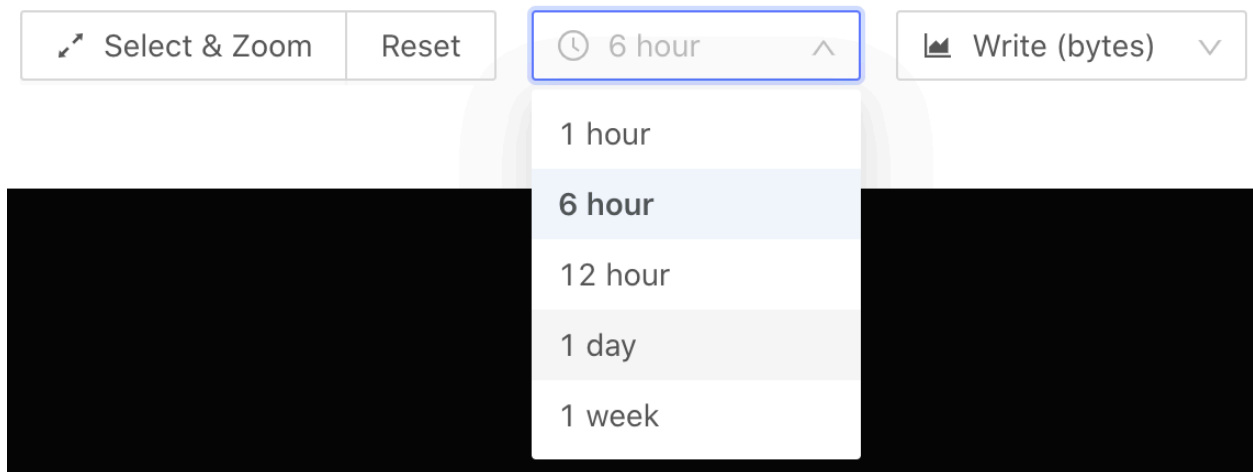 Select & Zoom Reset 6 hour Write (bytes)
1 hour
6 hour
12 hour
1 day
1 week